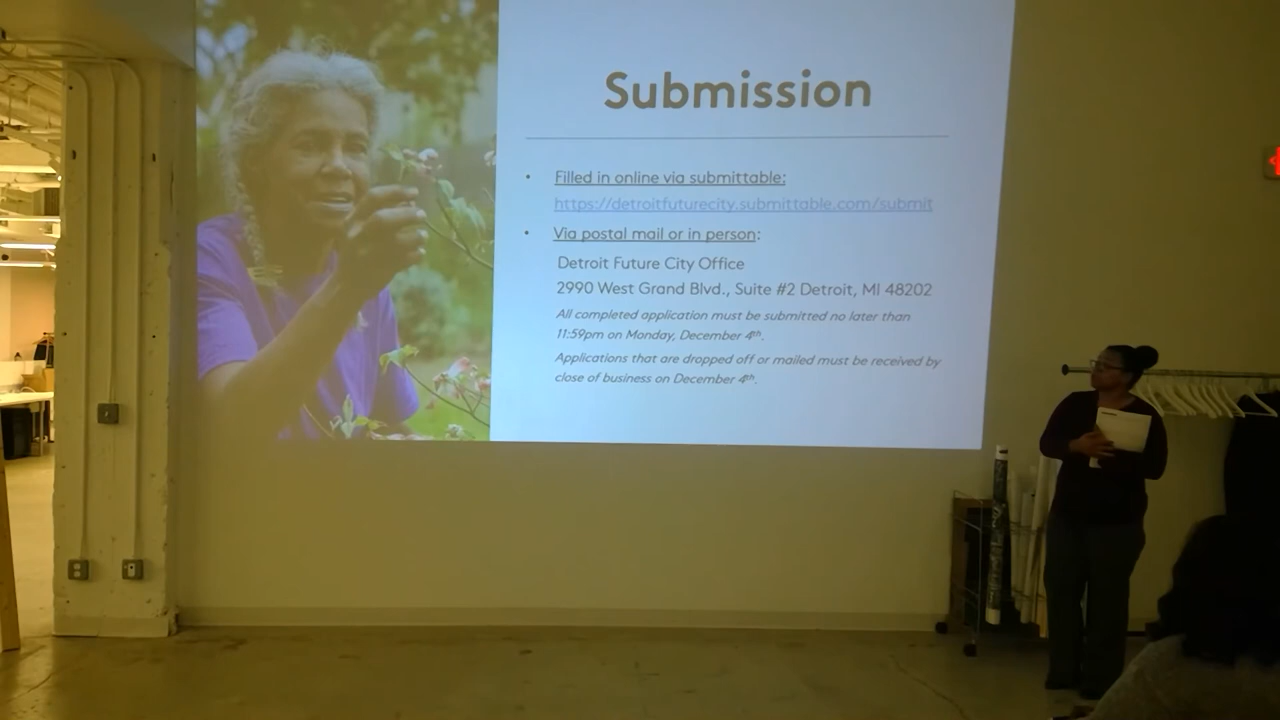 Submission
• Filled in online via submittable:
https://detroitfuturecity.submittable.com/submit
• Via postal mail or in person:
Detroit Future City Office
2990 West Grand Blvd., Suite #2 Detroit, MI 48202
All completed application must be submitted no later than
11:59pm on Monday, December 4th.
Applications that are dropped off or mailed must be received by
close of business on December 4th.